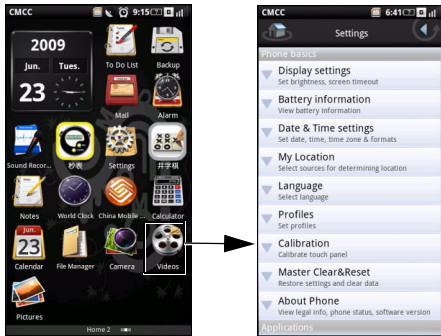 CMCC 9:15
2009
Jun. Tues.
23
To Do List Backup
Mail Alarm
Sound Recor... 秒表 Settings 井字棋
Notes World Clock China Mobile ... Calculator
Jun.
23
Calendar File Manager Camera Videos
Pictures
Home 2
CMCC 6:41
Settings
Phone basics
Display settings
Set brightness, screen timeout
Battery information
View battery information
Date & Time settings
Set date, time, time zone & formats
My Location
Select sources for determining location
Language
Select language
Profiles
Set profiles
Calibration
Calibrate touch panel
Master Clear&Reset
Restore settings and clear data
About Phone
View legal info, phone status, software version
Applications